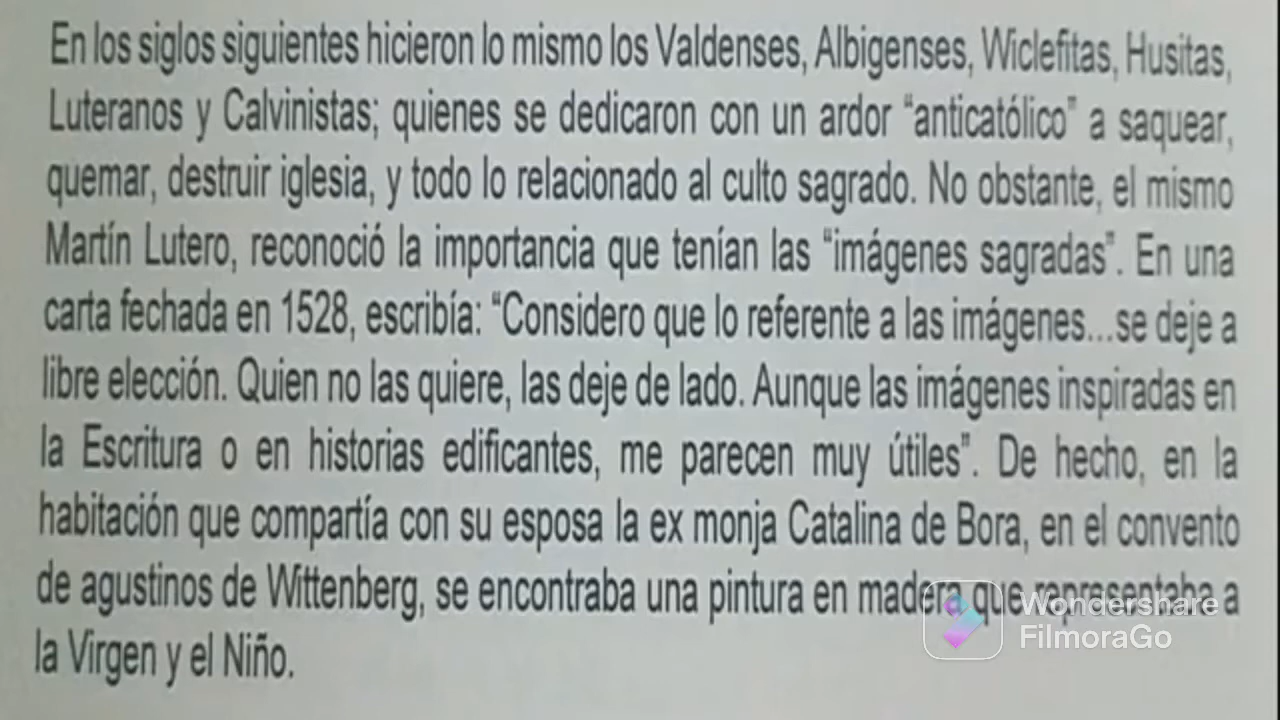 En los siglos siguientes hicieron lo mismo los Valdenses, Albigenses, Wiclefitas, Husitas,
Luteranos y Calvinistas; quienes se dedicaron con un ardor “anticatólico” a saquear,
quemar, destruir iglesia, y todo lo relacionado al culto sagrado. No obstante, el mismo
Martín Lutero, reconoció la importancia que tenían las “imágenes sagradas”. En una
carta fechada en 1528, escribía: “Considero que lo referente a las imágenes...se deje a
libre elección. Quien no las quiere, las deje de lado. Aunque las imágenes inspiradas en
la Escritura o en historias edificantes, me parecen muy útiles”. De hecho, en la
habitación que compartía con su esposa la ex monja Catalina de Bora, en el convento
de agustinos de Wittenberg, se encontraba una pintura en madera que representaba a
la Virgen y el Niño.
Wondershare
FilmoraGo